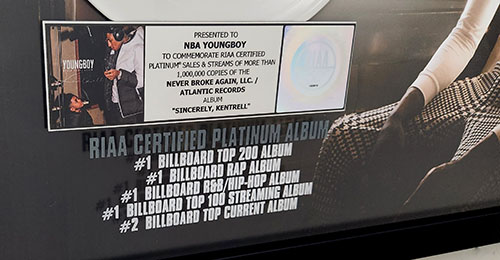 YOUNGBOY
PRESENTED TO
NBA YOUNGBOY
TO COMMEMORATE RIAA CERTIFIED
PLATINUM® SALES & STREAMS OF MORE THAN
1,000,000 COPIES OF THE
NEVER BROKE AGAIN, LLC. /
ATLANTIC RECORDS
ALBUM
"SINCERELY, KENTRELL"
RIAA CERTIFIED PLATINUM ALBUM
#1 BILLBOARD TOP 200 ALBUM
#1 BILLBOARD RAP ALBUM
#1 BILLBOARD R&B/HIP-HOP ALBUM
#1 BILLBOARD TOP 100 STREAMING ALBUM
#2 BILLBOARD TOP CURRENT ALBUM